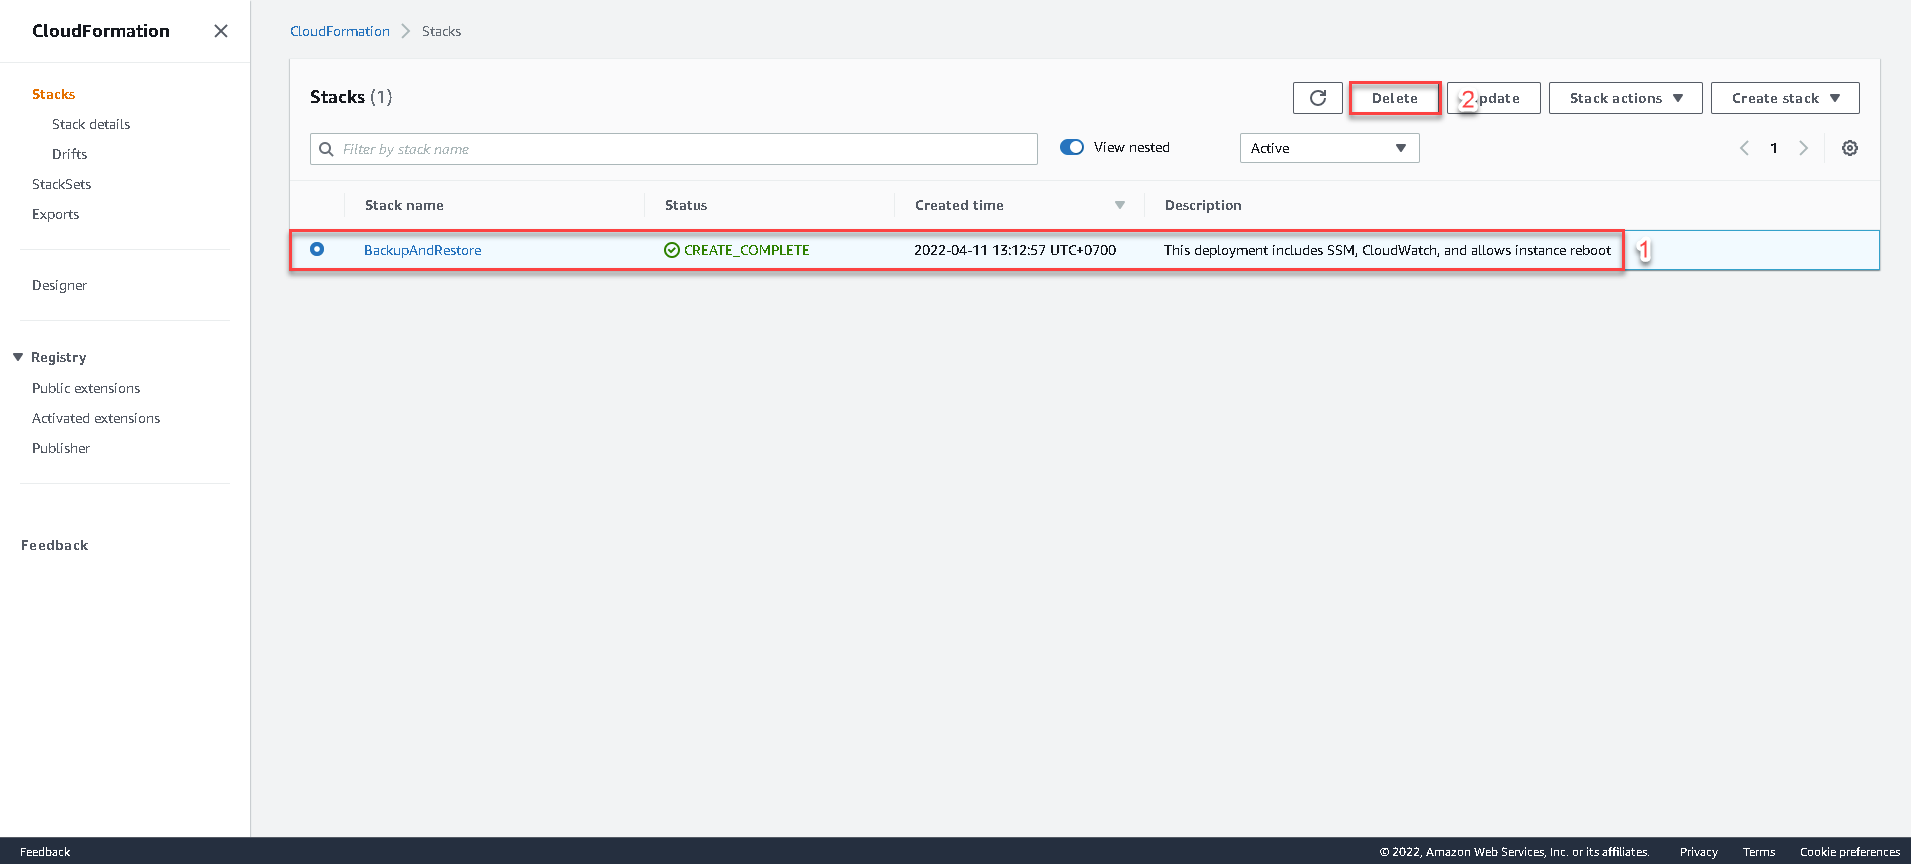 CloudFormation
Stacks
Stack details
Drifts
StackSets
Exports
Designer
Registry
Public extensions
Activated extensions
Publisher
Feedback
CloudFormation Stacks
Stacks (1)
Delete 2 pdate Stack actions Create stack
Filter by stack name View nested Active 1
Stack name Status Created time Description
BackupAndRestore CREATE_COMPLETE 2022-04-11 13:12:57 UTC+0700 This deployment includes SSM, CloudWatch, and allows instance reboot 1
Feedback © 2022, Amazon Web Services, Inc. or its affiliates. Privacy Terms Cookie preferences